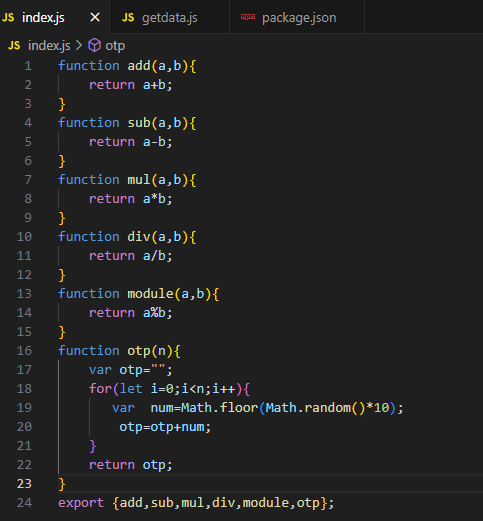 JS index.js × JS getdata.js package.json
JS index.js > otp
1 function add(a,b){
2     return a+b;
3 }
4 function sub(a,b){
5     return a-b;
6 }
7 function mul(a,b){
8     return a*b;
9 }
10 function div(a,b){
11     return a/b;
12 }
13 function module(a,b){
14     return a%b;
15 }
16 function otp(n){
17     var otp="";
18     for(let i=0;i<n;i++){
19        var  num=Math.floor(Math.random()*10);
20         otp=otp+num;
21     }
22     return otp;
23 }
24 export {add,sub,mul,div,module,otp};